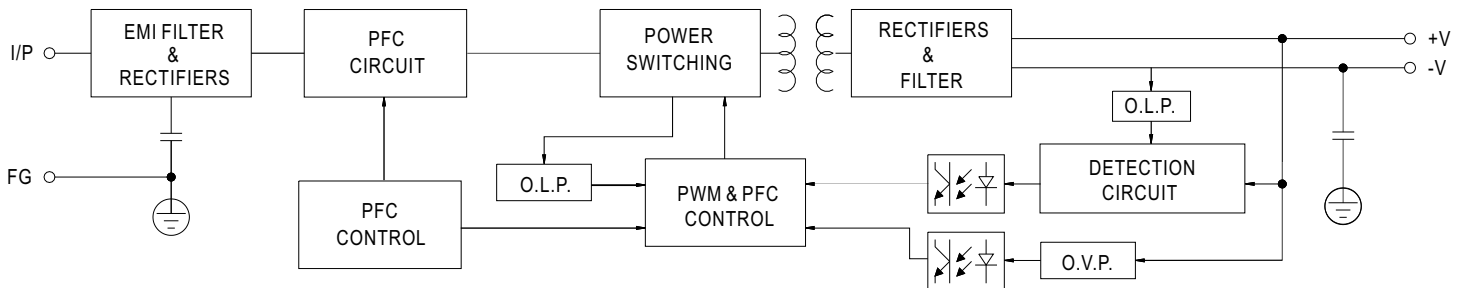 I/P
EMI FILTER
&
RECTIFIERS
PFC
CIRCUIT
POWER
SWITCHING
RECTIFIERS
&
FILTER
+V
-V
O.L.P.
FG
O.L.P.
PWM & PFC
CONTROL
DETECTION
CIRCUIT
PFC
CONTROL
O.V.P.